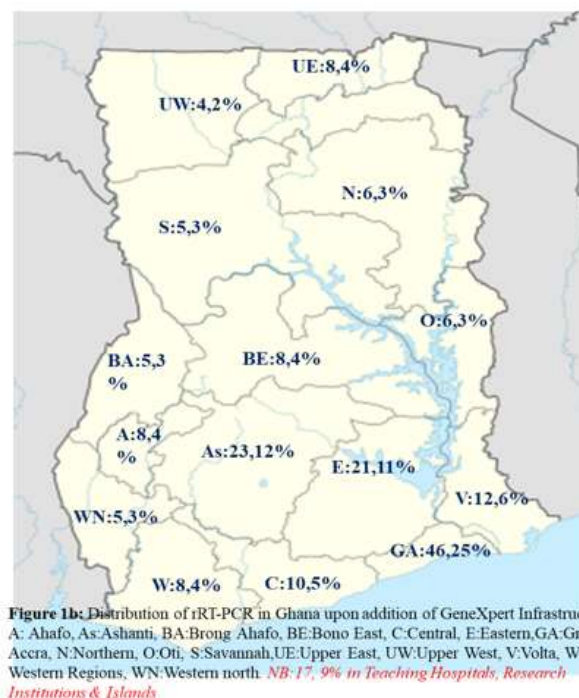 UE:8,4%
UW:4,2%
N:6,3%
S:5,3%
O:6,3%
BA:5,3
%
BE:8,4%
A:8,4
%
As:23,12%
E:21,11%
V:12,6%
WN:5,3%
GA:46,25%
W:8,4%
C:10,5%
Figure 1b: Distribution of rRT-PCR in Ghana upon addition of GeneXpert Infrastru
A: Ahafo, As:Ashanti, BA:Brong Ahafo, BE:Bono East, C:Central, E:Eastern,GA:Gr
Accra, N:Northern, O:Oti, S:Savannah,UE:Upper East, UW:Upper West, V:Volta, W
Western Regions, WN:Western north. NB:17, 9% in Teaching Hospitals, Research
Institutions & Islands